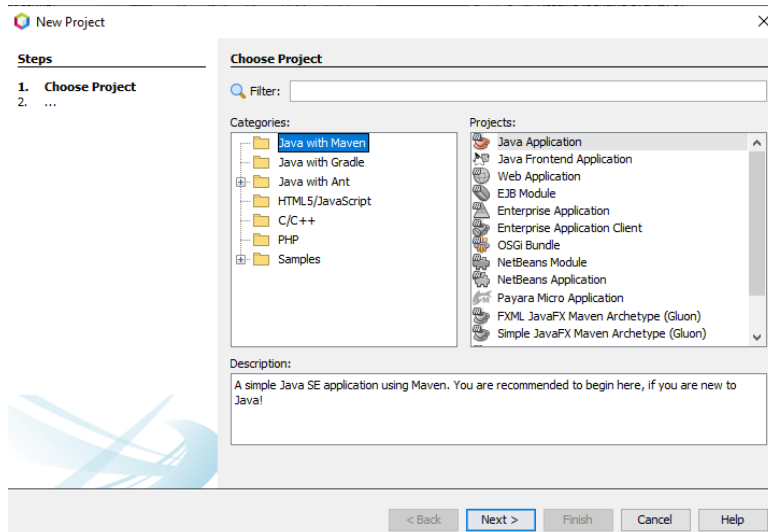 New Project
Steps
1. Choose Project
2. ...
Choose Project
Filter:
Categories:
Java with Maven
Java with Gradle
Java with Ant
HTML5/JavaScript
C/C++
PHP
Samples
Projects:
Java Application
Java Frontend Application
Web Application
EJB Module
Enterprise Application
Enterprise Application Client
OSGi Bundle
NetBeans Module
NetBeans Application
Payara Micro Application
FXML JavaFX Maven Archetype (Gluon)
Simple JavaFX Maven Archetype (Gluon)
Description:
A simple Java SE application using Maven. You are recommended to begin here, if you are new to
Java!
< Back Next > Finish Cancel Help